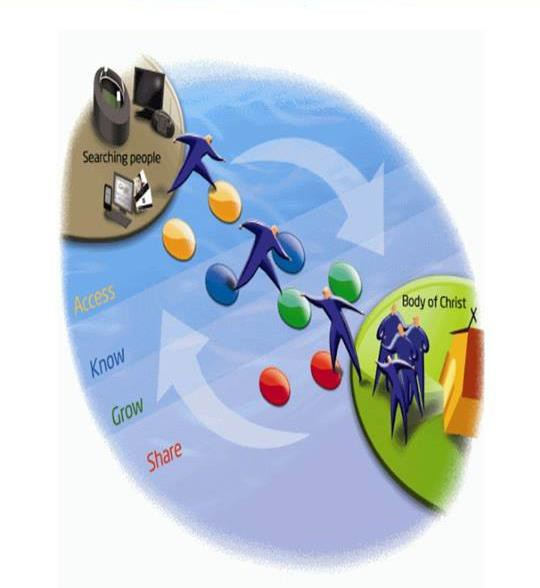 Searching people
Access
Know
Grow
Share
Body of Christ